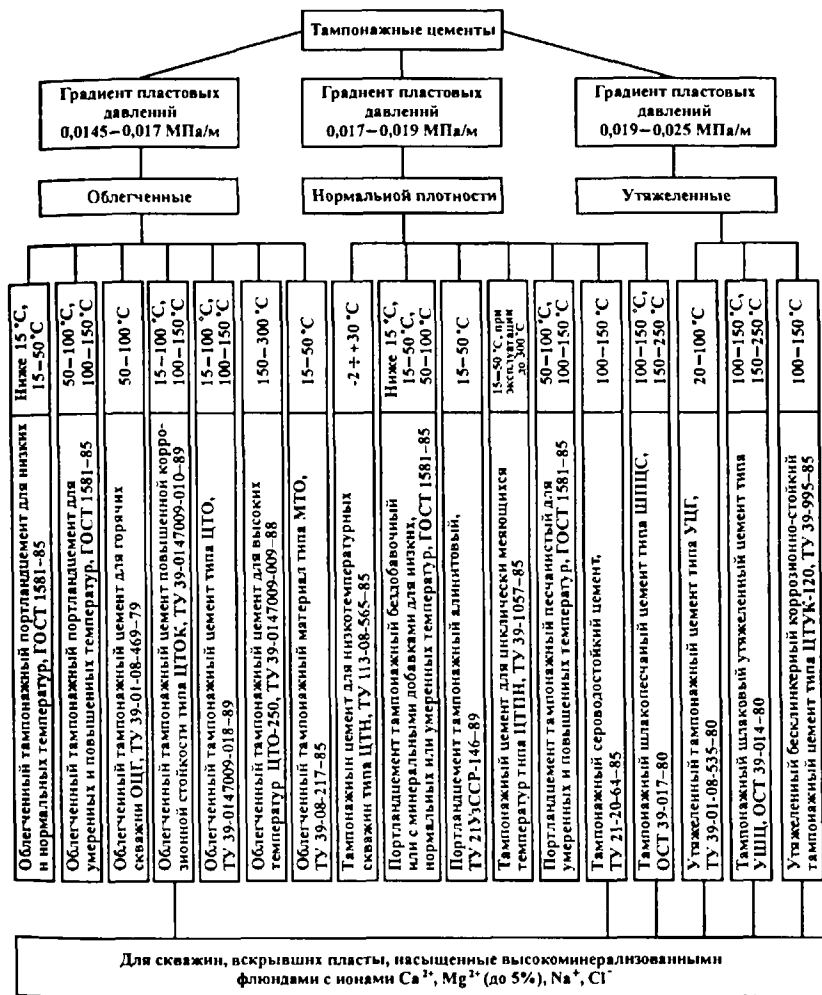 Тампонажные цементы
Градиент пластовых
давлений
0,0145–0,017 МПа/м
Градиент пластовых
давлений
0,017–0,019 МПа/м
Градиент пластовых
давлений
0,019–0,025 МПа/м
Облегченные
Нормальной плотности
Утяжеленные
Ниже 15 °С,
15–50 °С
50–100 °С,
100–150 °С
50–100 °С
15–100 °С,
100–150 °С
15–100 °С,
100–150 °С
150–300 °С
15–50 °С
-2 ÷ +30 °С
Ниже 15 °С,
15–50 °С,
50–100 °С
15–50 °С
15–50 °С, при
эксплуатации
до 300 °С
50–100 °С,
100–150 °С
100–150 °С
100–150 °С,
150–250 °С
20–100 °С
100–150 °С,
150–250 °С
100–150 °С
Облегченный тампонажный портландцемент для низких
и нормальных температур, ГОСТ 1581–85
Облегченный тампонажный портландцемент для
умеренных и повышенных температур, ГОСТ 1581–85
Облегченный тампонажный цемент для горячих
скважин ОЦГ, ТУ 39-01-08-469–79
Облегченный тампонажный цемент повышенной корро-
зионной стойкости типа ЦТОК, ТУ 39-0147009-010–89
Облегченный тампонажный цемент типа ЦТО,
ТУ 39-0147009-018–89
Облегченный тампонажный цемент для высоких
температур ЦТО-250, ТУ 39-0147009-009–88
Облегченный тампонажный материал типа МТО,
ТУ 39-08-217–85
Тампонажный цемент для низкотемпературных
скважин типа ЦТН, ТУ 113-08-565–85
Портландцемент тампонажный бездобавочный
или с минеральными добавками для низких,
нормальных или умеренных температур, ГОСТ 1581–85
Портландцемент тампонажный алинитовый,
ТУ 21УзССР-146–89
Тампонажный цемент для циклически меяющихся
температур типа ЦТПН, ТУ 39-1057–85
Портландцемент тампонажный песчанистый для
умеренных и повышенных температур, ГОСТ 1581–85
Тампонажный сероводостойкий цемент,
ТУ 21-20-64–85
Тампонажный шлакопесчаный цемент типа ШПЦС,
ОСТ 39-017–80
Утяжеленный тампонажный цемент типа УЦГ,
ТУ 39-01-08-535–80
Тампонажный шлаковый утяжеленный цемент типа
УШЦ, ОСТ 39-014–80
Утяжеленный бесклинкерный коррозионно-стойкий
тампонажный цемент типа ЦТУК-120, ТУ 39-995–85
Для скважин, вскрывших пласты, насыщенные высокоминерализованными
флюидами с ионами Ca²⁺, Mg²⁺ (до 5%), Na⁺, Cl⁻